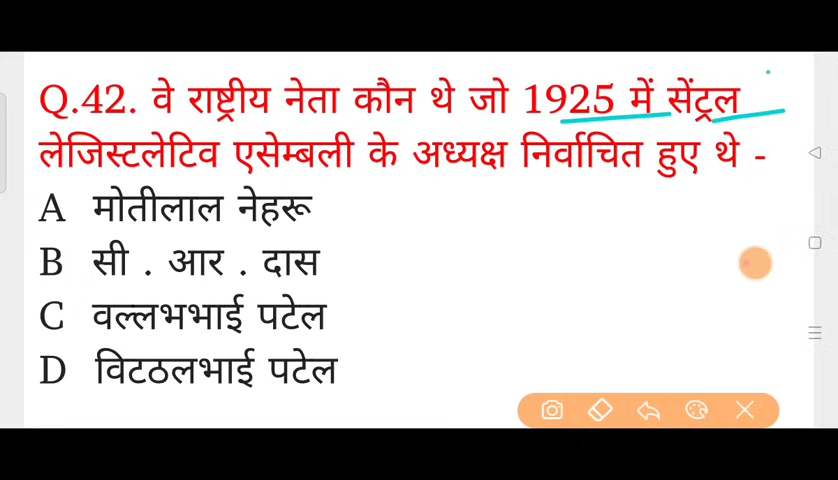 Q.42. वे राष्ट्रीय नेता कौन थे जो 1925 में सेंट्रल
लेजिस्टलेटिव एसेम्बली के अध्यक्ष निर्वाचित हुए थे -
A मोतीलाल नेहरू
B सी . आर . दास
C वल्लभभाई पटेल
D विटठलभाई पटेल